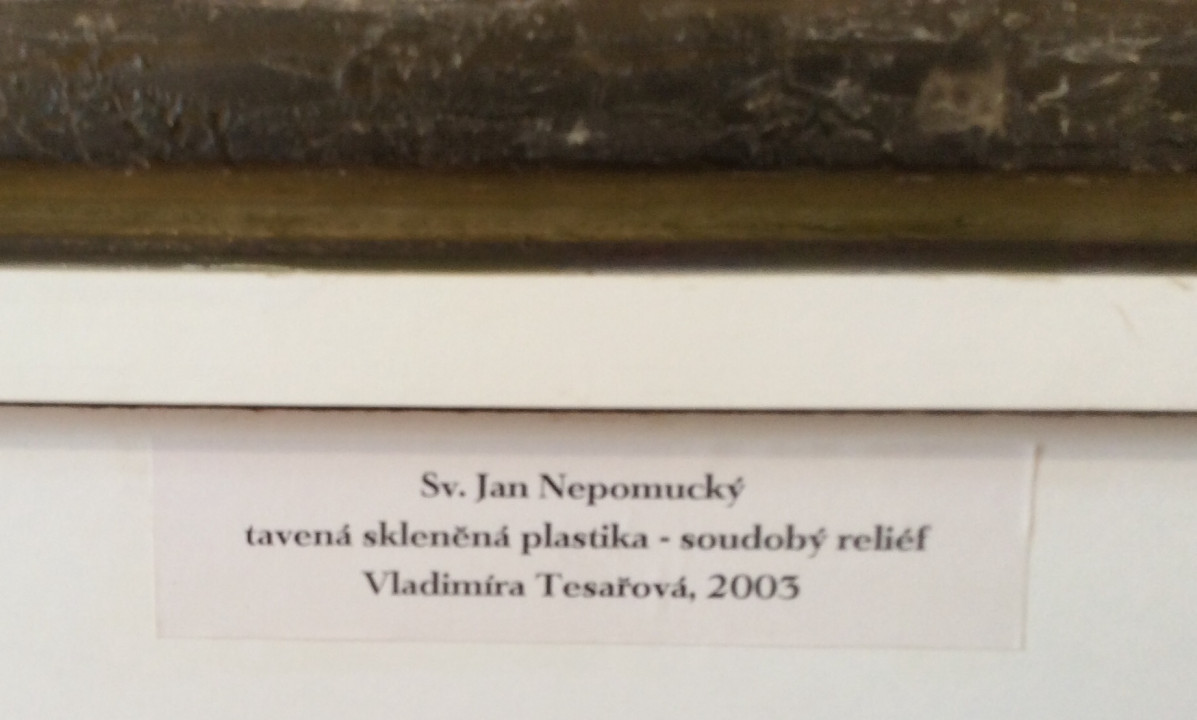 Sv. Jan Nepomucký
tavená skleněná plastika - soudobý reliéf
Vladimíra Tesařová, 2003